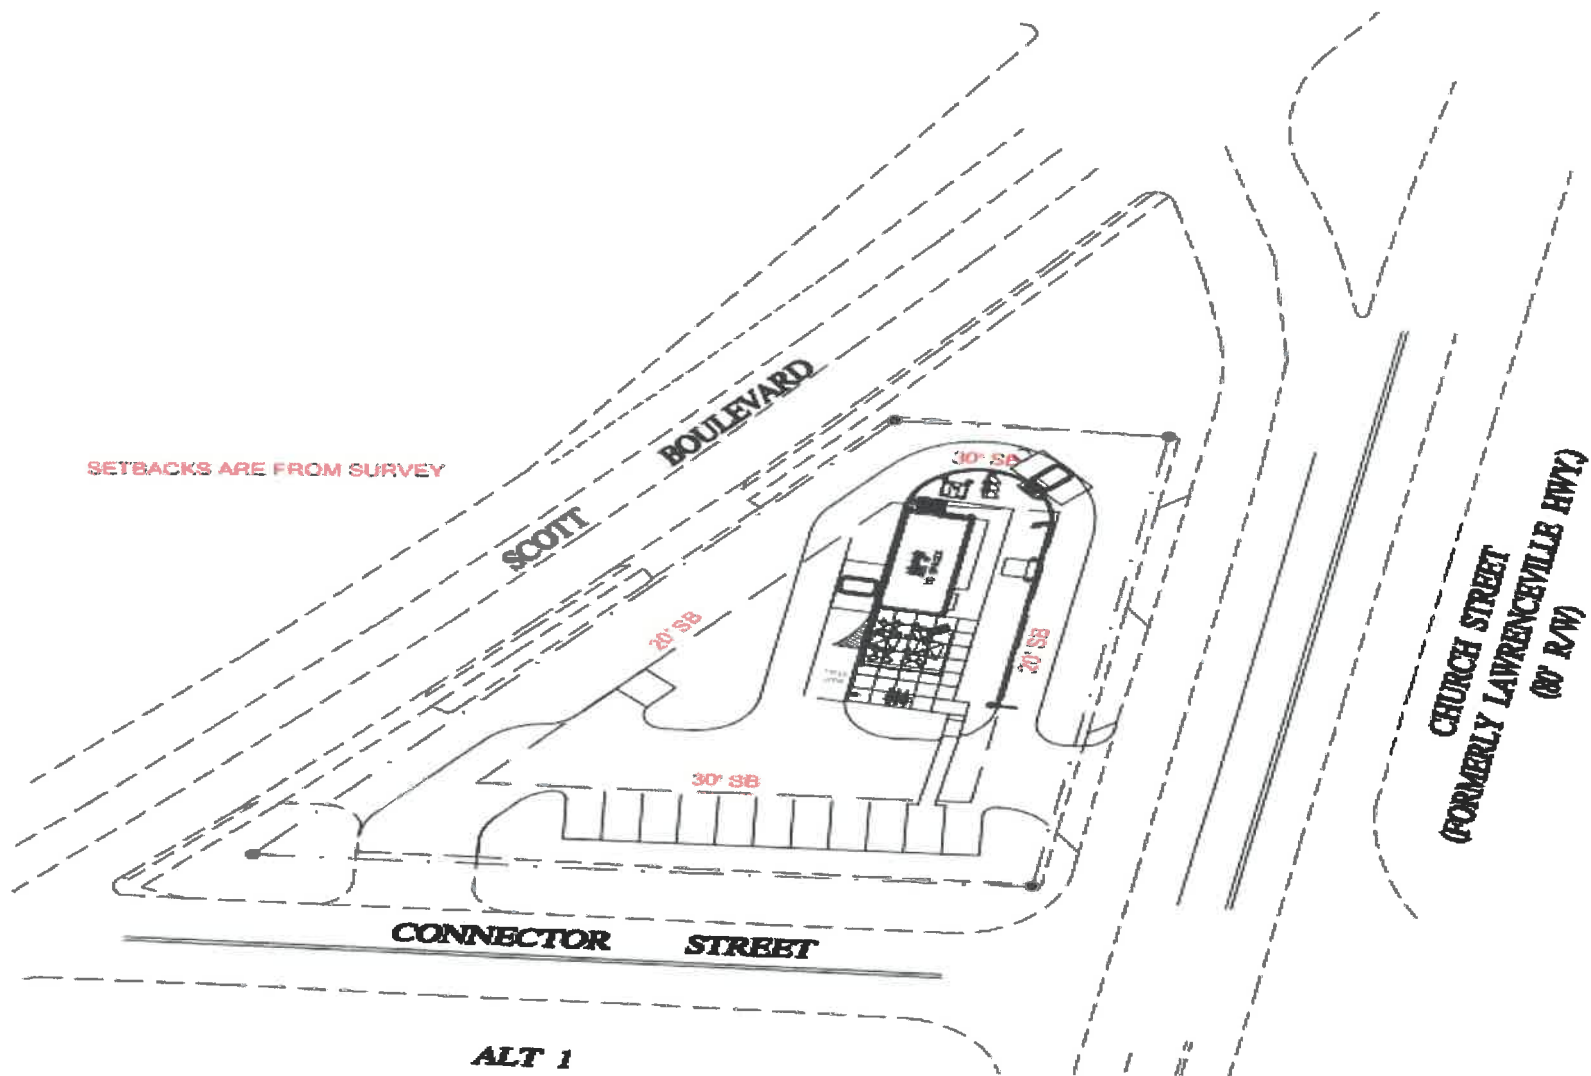 SETBACKS ARE FROM SURVEY
SCOTT BOULEVARD
30' SB
20' SB
20' SB
30' SB
CHURCH STREET
(FORMERLY LAWRENCEVILLE HWY.)
(80' R/W)
CONNECTOR STREET
ALT 1